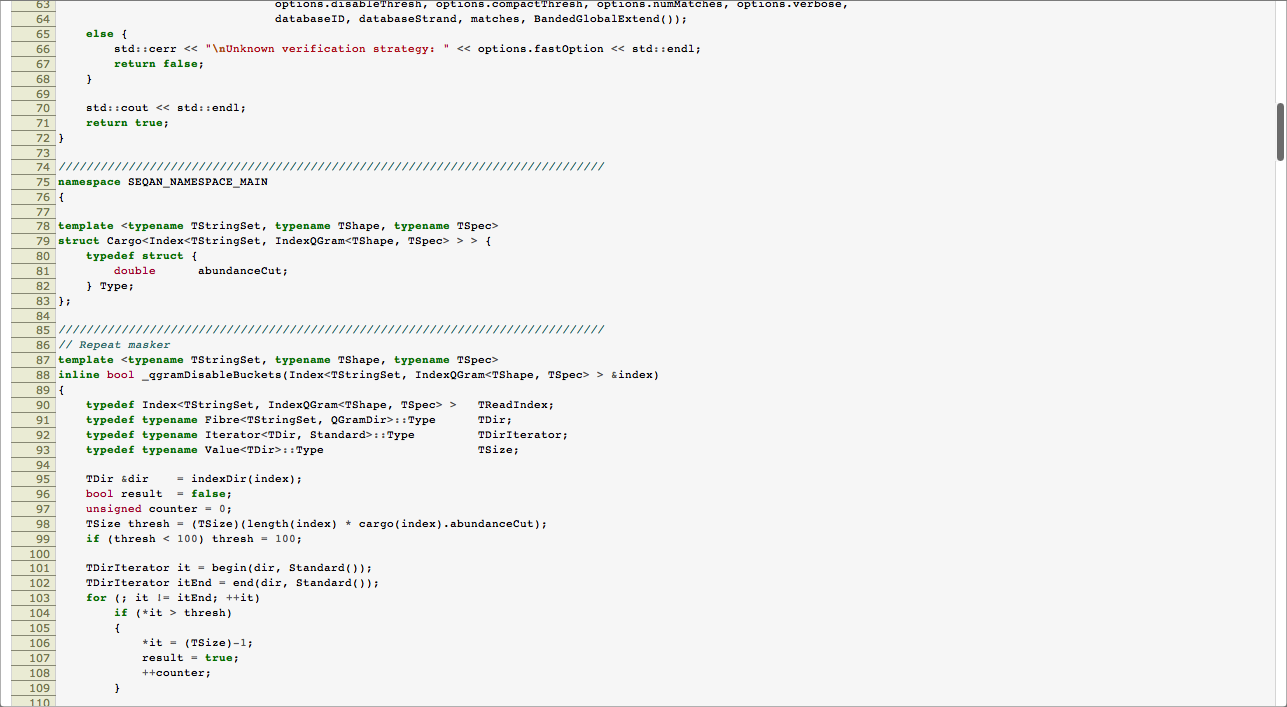 63 options.disableThresh, options.compactThresh, options.numMatches, options.verbose,
64 databaseID, databaseStrand, matches, BandedGlobalExtend());
65 else {
66 std::cerr << "\nUnknown verification strategy: " << options.fastOption << std::endl;
67 return false;
68 }
69
70 std::cout << std::endl;
71 return true;
72 }
73
74 //////////////////////////////////////////////////////////////////////////////
75 namespace SEQAN_NAMESPACE_MAIN
76 {
77
78 template <typename TStringSet, typename TShape, typename TSpec>
79 struct Cargo<Index<TStringSet, IndexQGram<TShape, TSpec> > > {
80 typedef struct {
81 double abundanceCut;
82 } Type;
83 };
84
85 //////////////////////////////////////////////////////////////////////////////
86 // Repeat masker
87 template <typename TStringSet, typename TShape, typename TSpec>
88 inline bool _qgramDisableBuckets(Index<TStringSet, IndexQGram<TShape, TSpec> > &index)
89 {
90 typedef Index<TStringSet, IndexQGram<TShape, TSpec> > TReadIndex;
91 typedef typename Fibre<TStringSet, QGramDir>::Type TDir;
92 typedef typename Iterator<TDir, Standard>::Type TDirIterator;
93 typedef typename Value<TDir>::Type TSize;
94
95 TDir &dir = indexDir(index);
96 bool result = false;
97 unsigned counter = 0;
98 TSize thresh = (TSize)(length(index) * cargo(index).abundanceCut);
99 if (thresh < 100) thresh = 100;
100
101 TDirIterator it = begin(dir, Standard());
102 TDirIterator itEnd = end(dir, Standard());
103 for (; it != itEnd; ++it)
104 if (*it > thresh)
105 {
106 *it = (TSize)-1;
107 result = true;
108 ++counter;
109 }
110